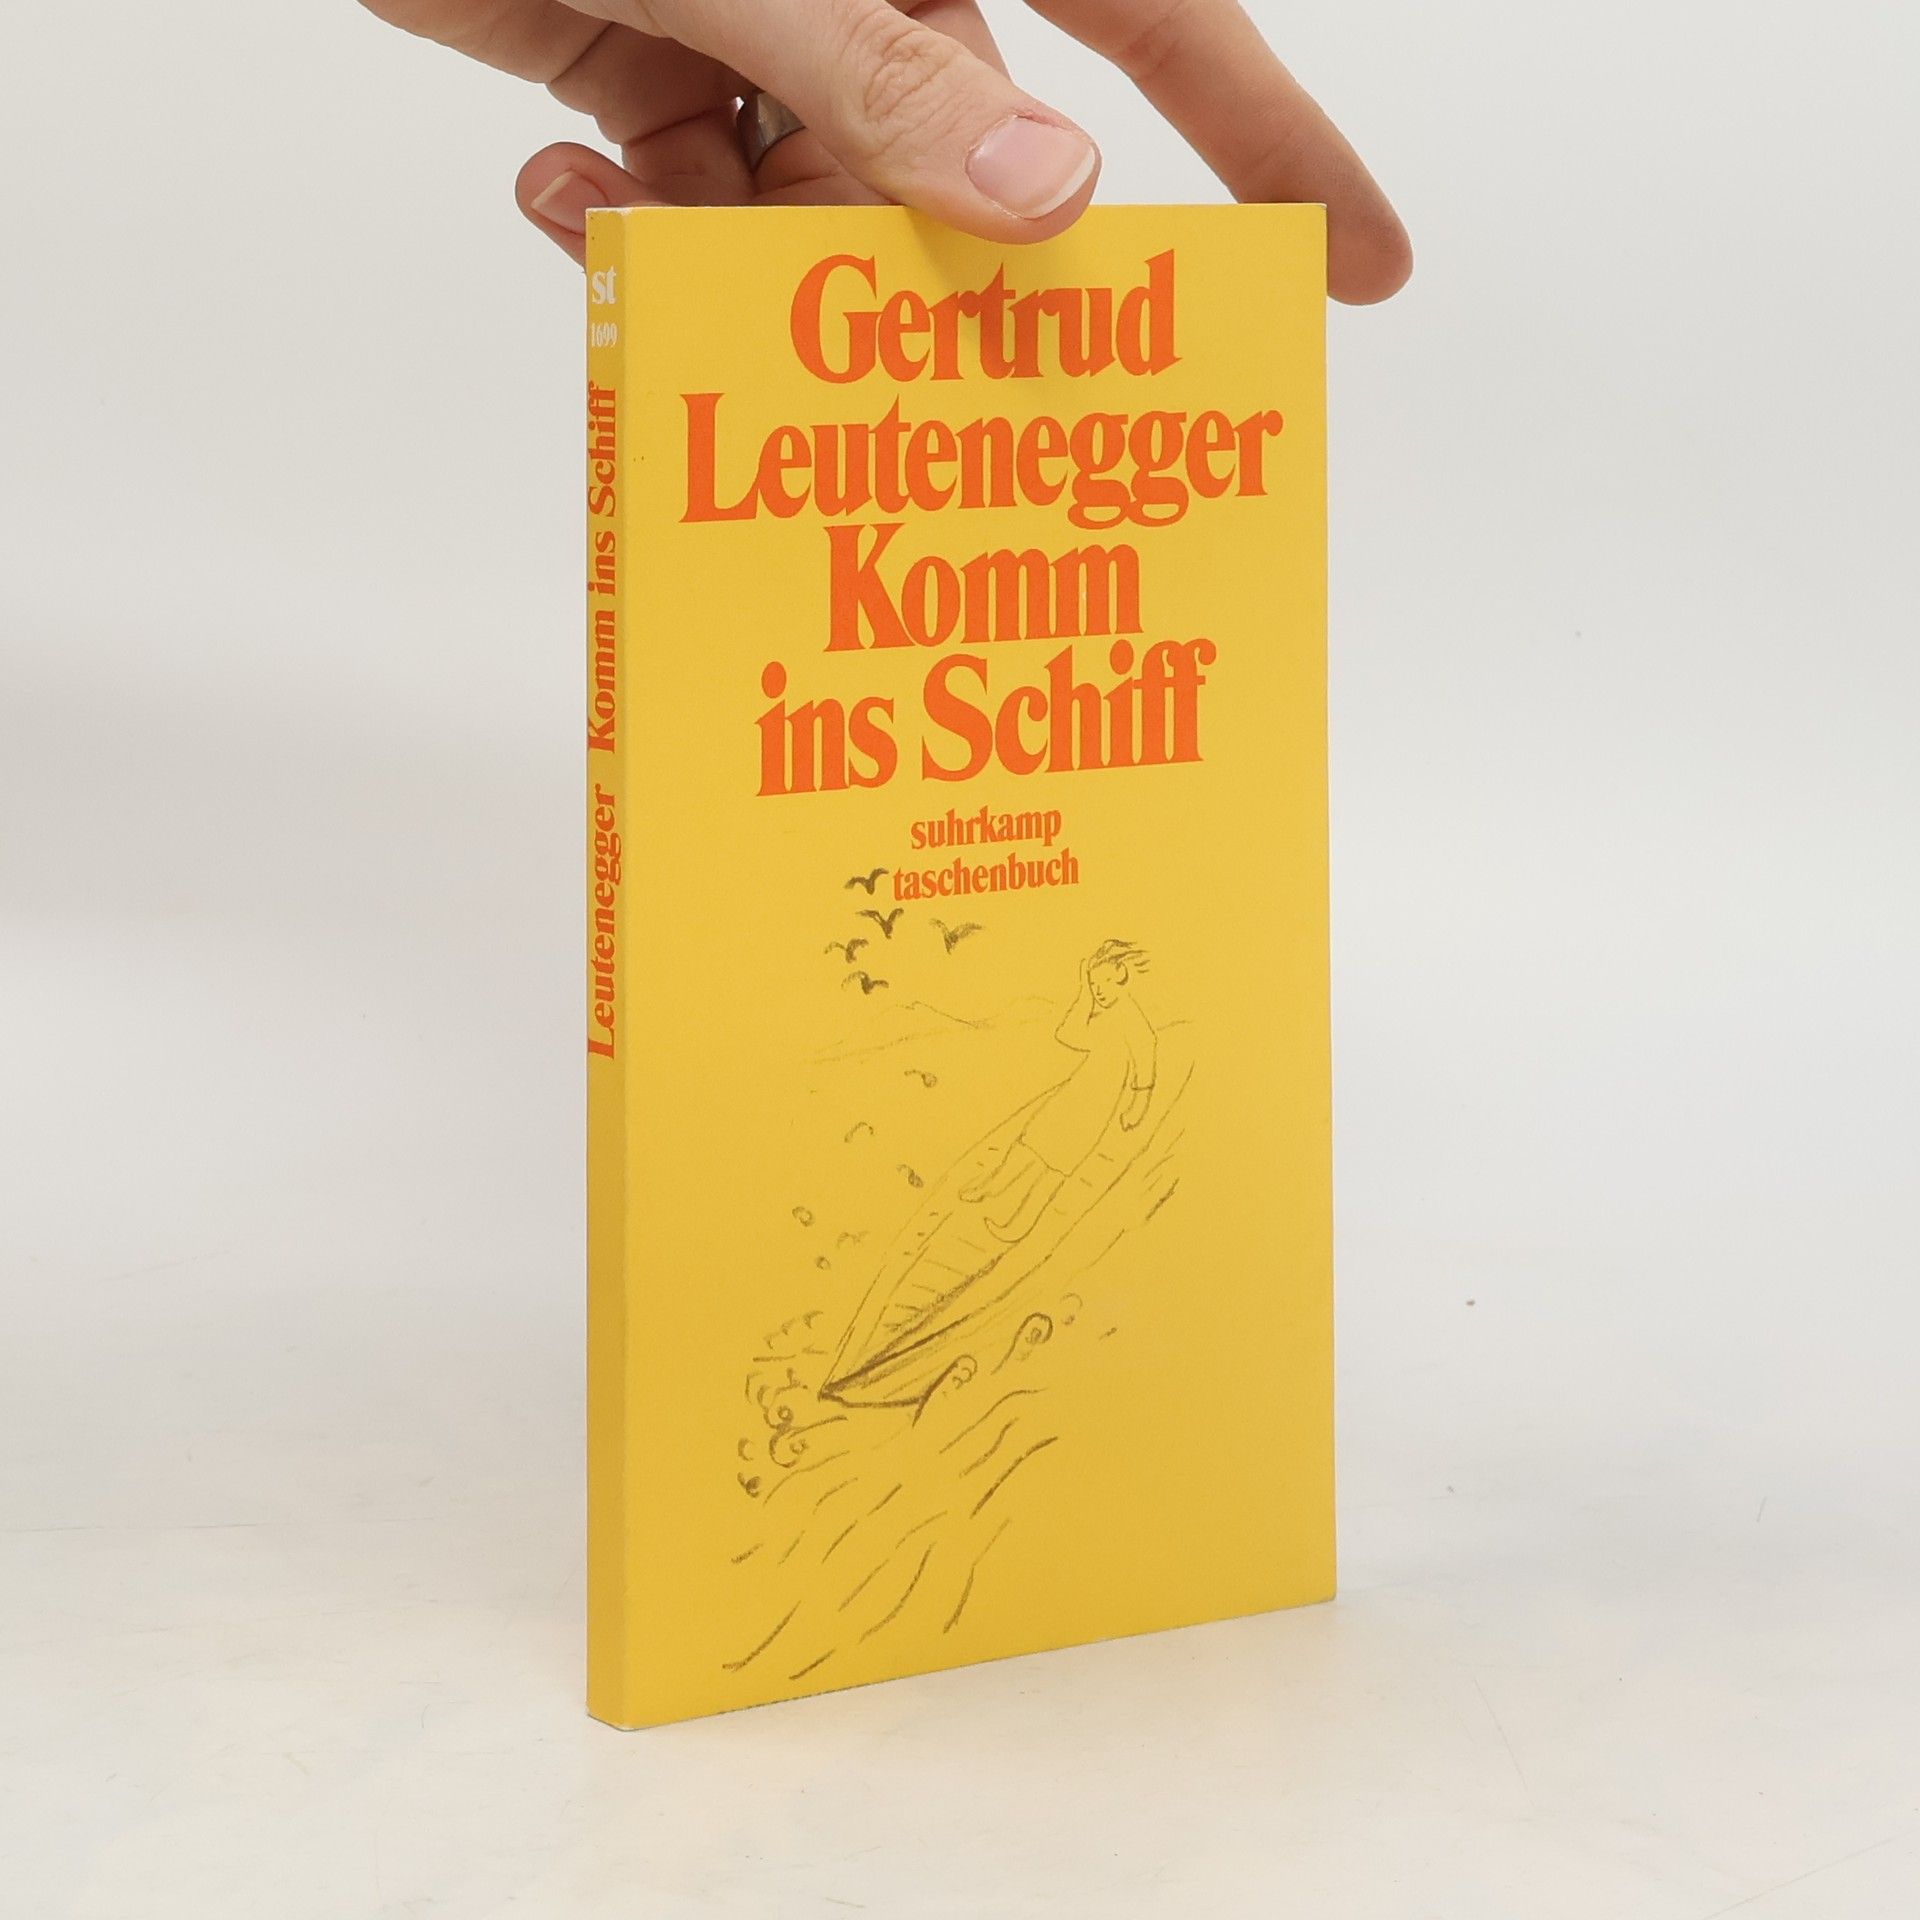 Gertrud
Leutenegger
Komm
ins Schiff
suhrkamp
taschenbuch
st
1699
Leutenegger Komm ins Schiff